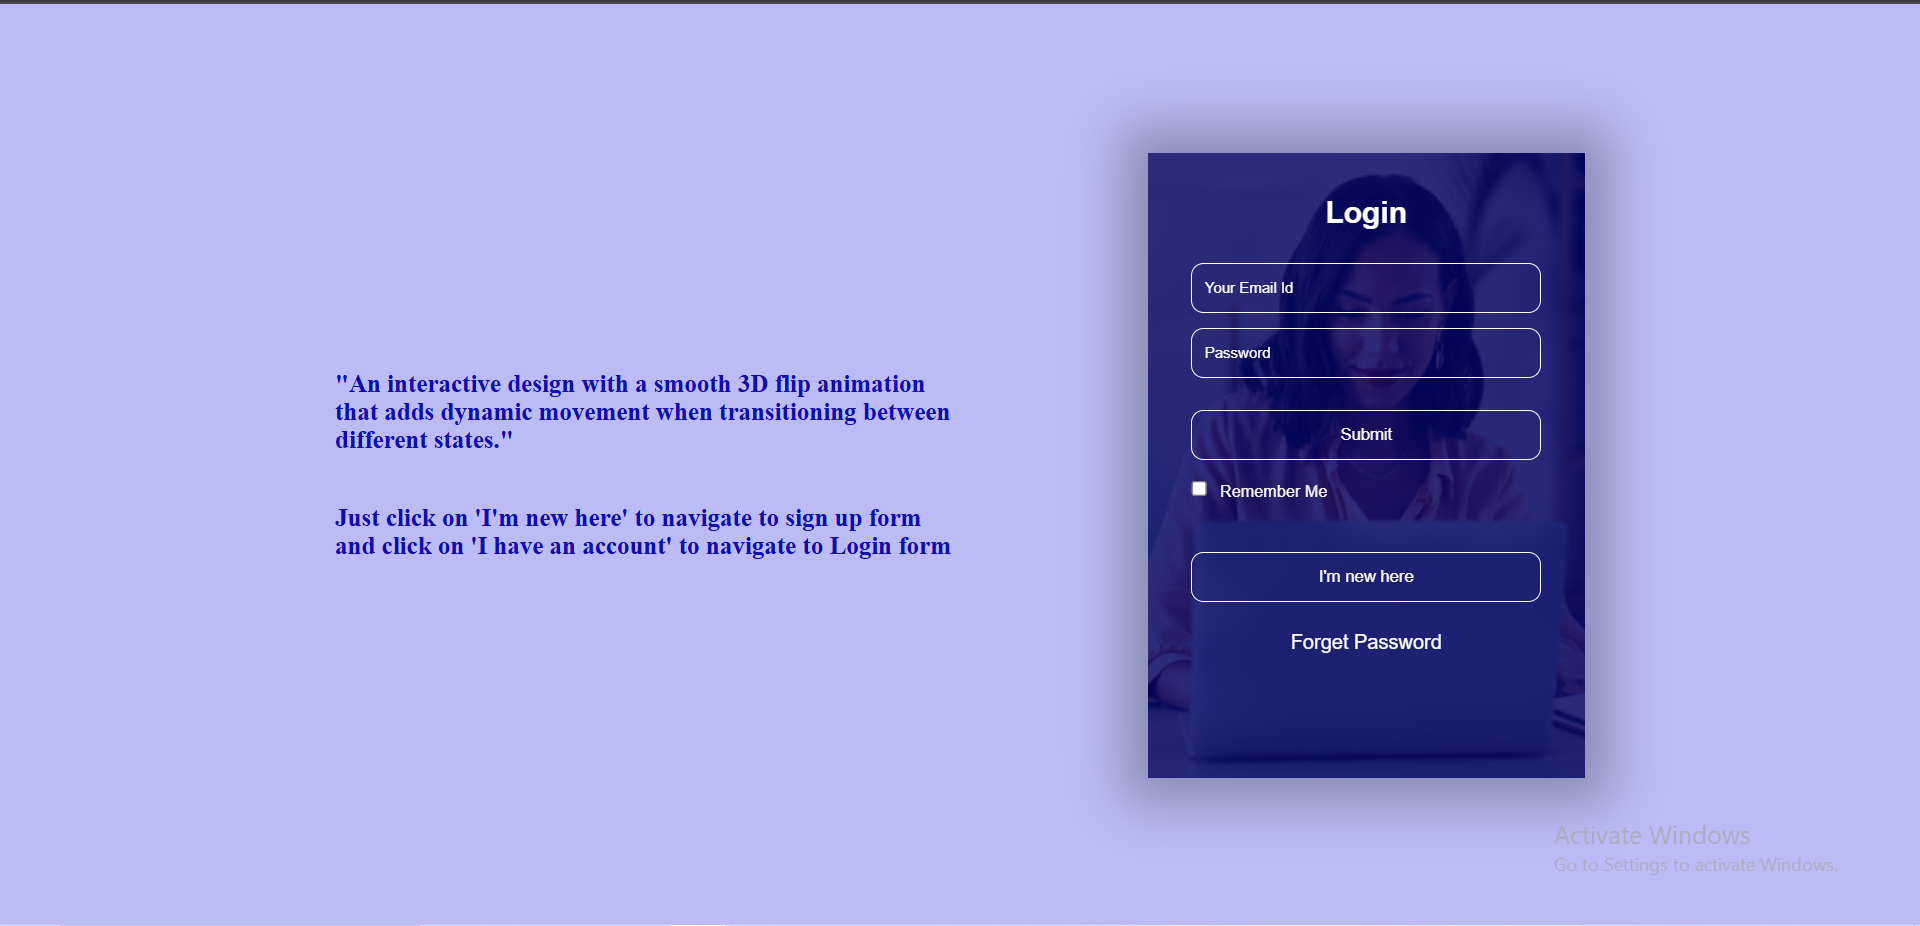 "An interactive design with a smooth 3D flip animation
that adds dynamic movement when transitioning between
different states."
Just click on 'I'm new here' to navigate to sign up form
and click on 'I have an account' to navigate to Login form
Login
Your Email Id
Password
Submit
Remember Me
I'm new here
Forget Password
Activate Windows
Go to Settings to activate Windows.